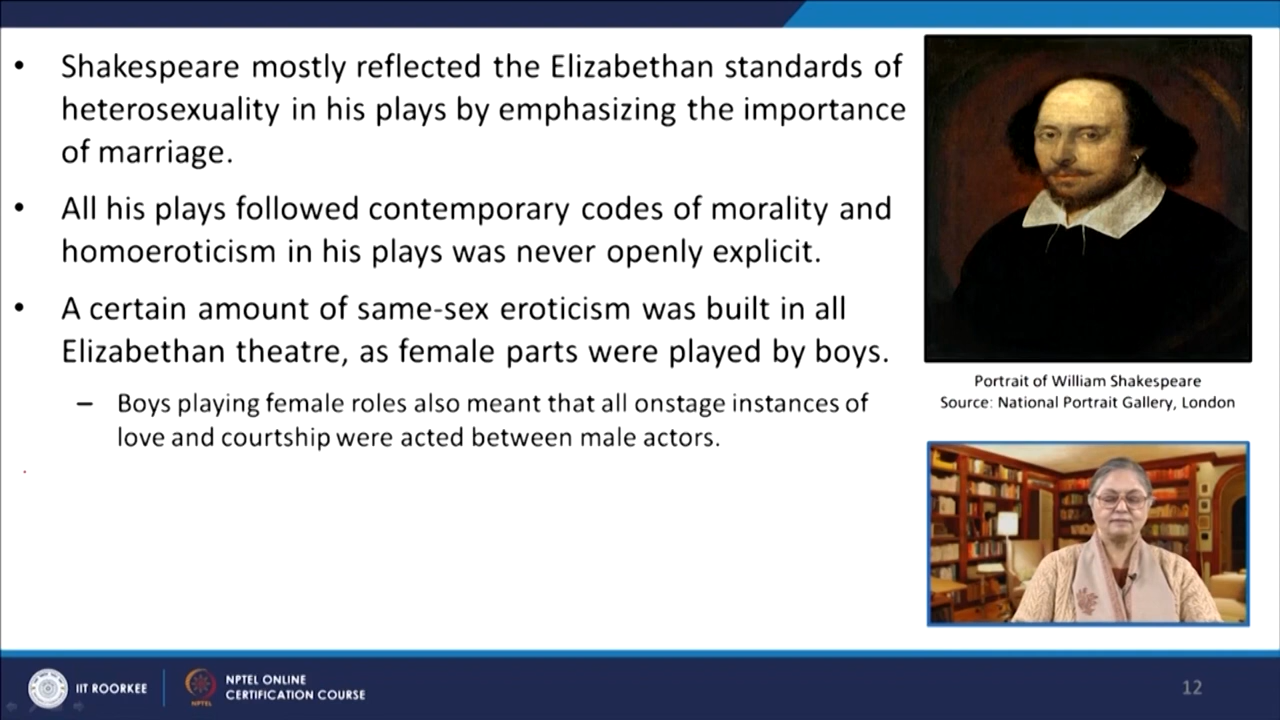 • Shakespeare mostly reflected the Elizabethan standards of
heterosexuality in his plays by emphasizing the importance
of marriage.
• All his plays followed contemporary codes of morality and
homoeroticism in his plays was never openly explicit.
• A certain amount of same-sex eroticism was built in all
Elizabethan theatre, as female parts were played by boys.
– Boys playing female roles also meant that all onstage instances of
love and courtship were acted between male actors.
Portrait of William Shakespeare
Source: National Portrait Gallery, London
IIT ROORKEE
NPTEL
NPTEL ONLINE
CERTIFICATION COURSE
12